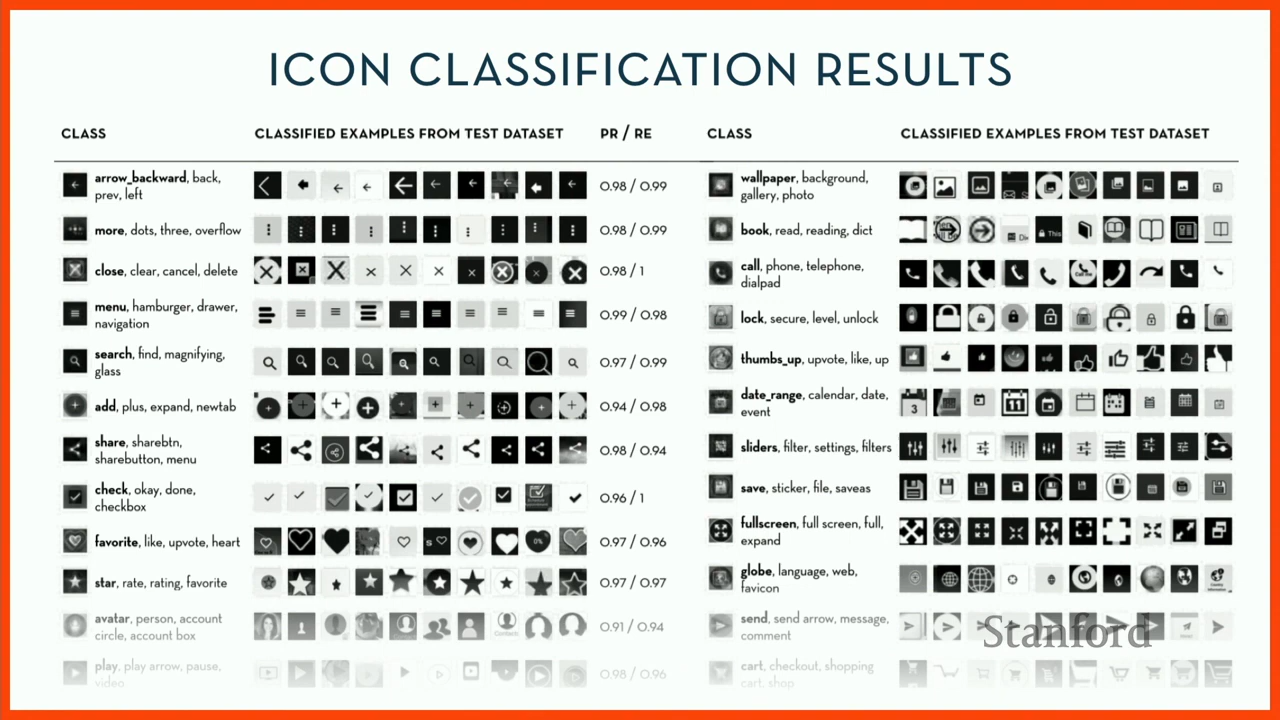 ICON CLASSIFICATION RESULTS
CLASS CLASSIFIED EXAMPLES FROM TEST DATASET PR / RE
arrow_backward, back,
prev, left
0.98 / 0.99
more, dots, three, overflow 0.98 / 0.99
close, clear, cancel, delete 0.98 / 1
menu, hamburger, drawer,
navigation
0.99 / 0.98
search, find, magnifying,
glass
0.97 / 0.99
add, plus, expand, newtab 0.94 / 0.98
share, sharebtn,
sharebutton, menu
0.98 / 0.94
check, okay, done,
checkbox
0.96 / 1
favorite, like, upvote, heart 0.97 / 0.96
star, rate, rating, favorite 0.97 / 0.97
avatar, person, account
circle, account box
0.91 / 0.94
play, play arrow, pause,
video
0.98 / 0.96
CLASS CLASSIFIED EXAMPLES FROM TEST DATASET
wallpaper, background,
gallery, photo
book, read, reading, dict
This
call, phone, telephone,
dialpad
lock, secure, level, unlock
thumbs_up, upvote, like, up
date_range, calendar, date,
event
3
11
sliders, filter, settings, filters
save, sticker, file, saveas
fullscreen, full screen, full,
expand
globe, language, web,
favicon
send, send arrow, message,
comment
cart, checkout, shopping
cart, shop
Stanford